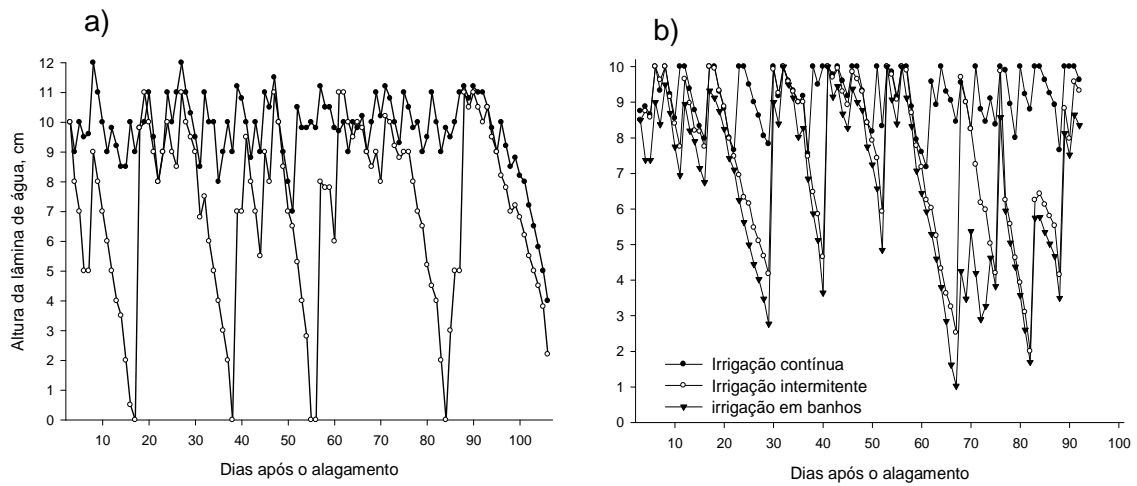 a)
Altura da lâmina de água, cm
12
11
10
9
8
7
6
5
4
3
2
1
0
10 20 30 40 50 60 70 80 90 100
Dias após o alagamento
b)
10
9
8
7
6
5
4
3
2
1
0
Irrigação contínua
Irrigação intermitente
irrigação em banhos
10 20 30 40 50 60 70 80 90 100
Dias após o alagamento